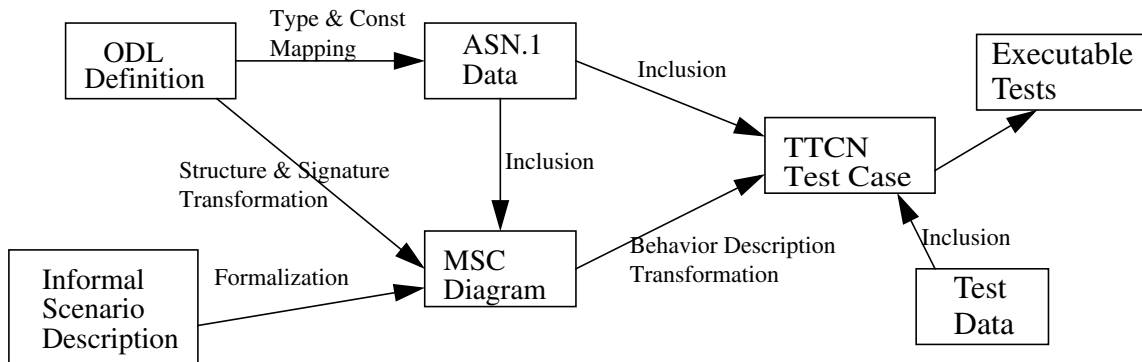 ODL
Definition
Type & Const
Mapping
ASN.1
Data
Inclusion
Executable
Tests
TTCN
Test Case
Inclusion
Structure & Signature
Transformation
Informal
Scenario
Description
Formalization
MSC
Diagram
Behavior Description
Transformation
Inclusion
Test
Data